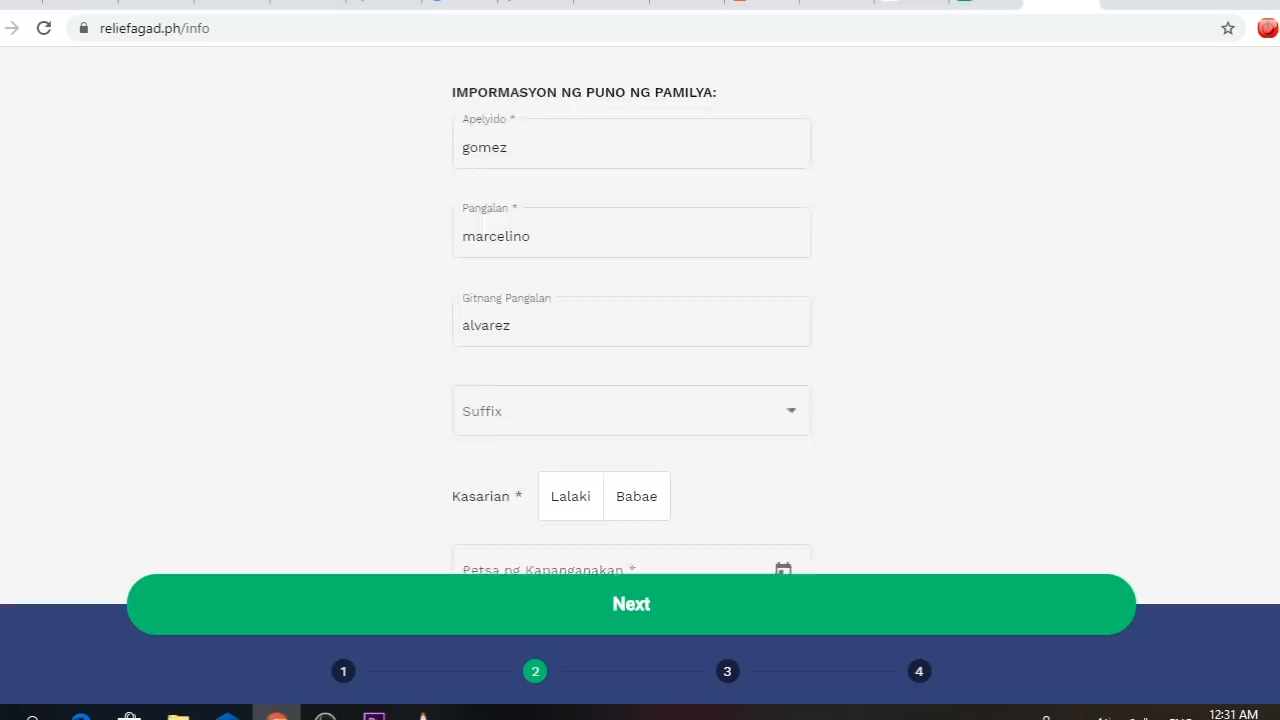 reliefagad.ph/info
IMPORMASYON NG PUNO NG PAMILYA:
Apelyido *
gomez
Pangalan *
marcelino
Gitnang Pangalan
alvarez
Suffix
Kasarian * Lalaki Babae
Petsa ng Kapanganakan *
Next
1 2 3 4
12:31 AM